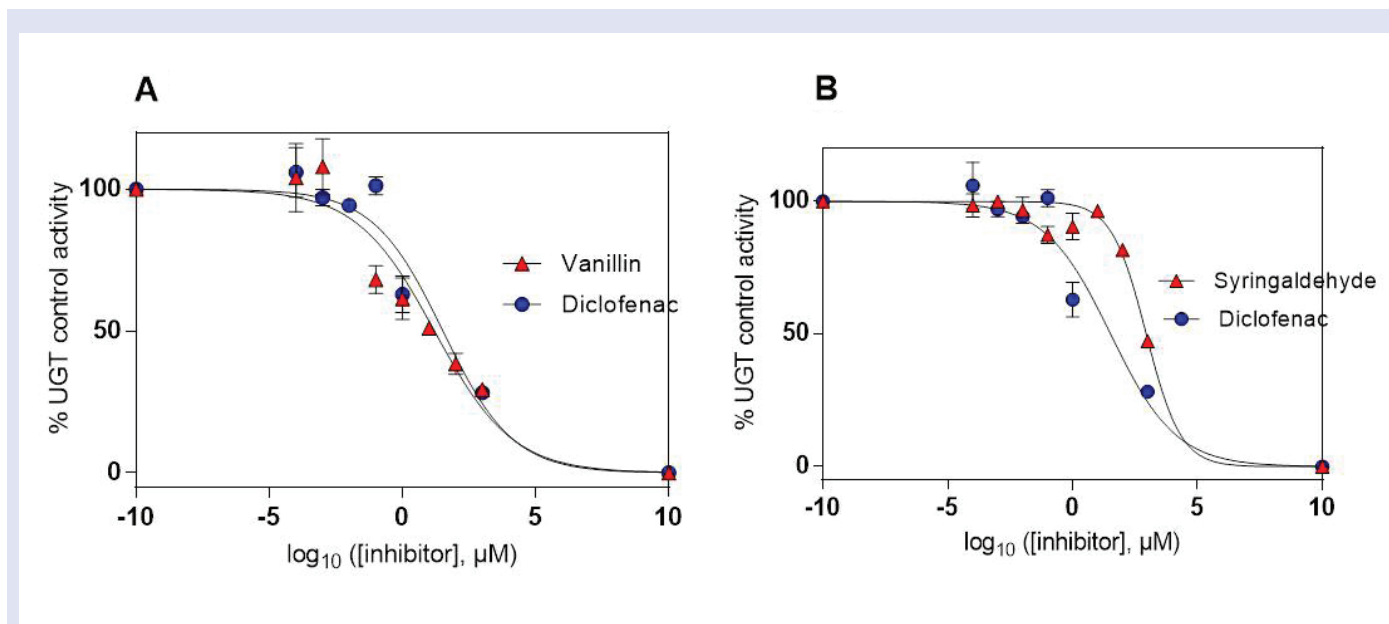 A
% UGT control activity
100
50
0
-10
-5
0
5
10
log10 ([inhibitor], µM)
Vanillin
Diclofenac
B
% UGT control activity
100
50
0
-10
-5
0
5
10
log10 ([inhibitor], µM)
Syringaldehyde
Diclofenac